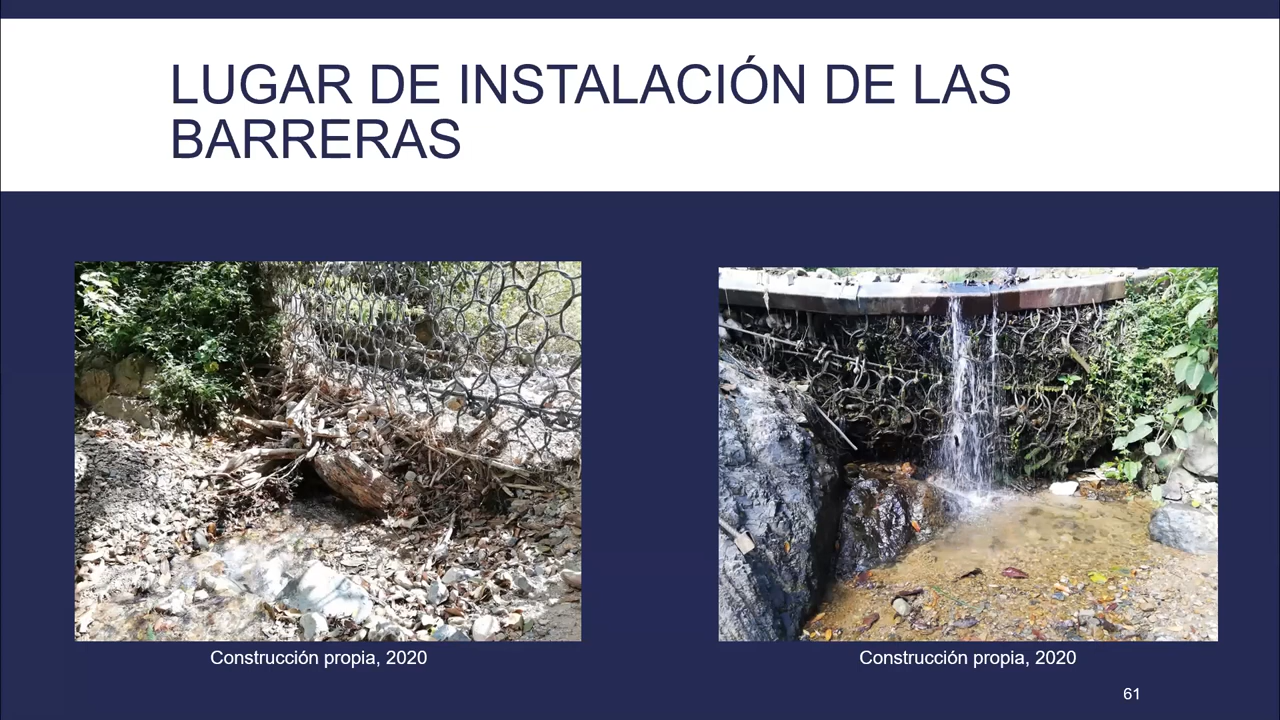 LUGAR DE INSTALACIÓN DE LAS
BARRERAS
Construcción propia, 2020
Construcción propia, 2020
61